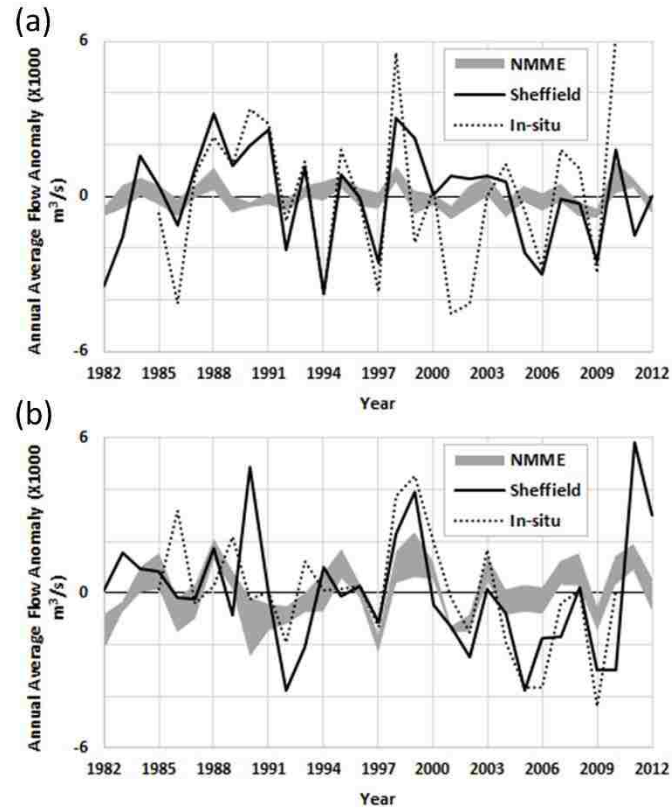 (a)
Annual Average Flow Anomaly (X1000
m³/s)
6
0
-6
NMME
Sheffield
In-situ
1982 1985 1988 1991 1994 1997 2000 2003 2006 2009 2012
Year
(b)
Annual Average Flow Anomaly (X1000
m³/s)
6
0
-6
NMME
Sheffield
In-situ
1982 1985 1988 1991 1994 1997 2000 2003 2006 2009 2012
Year